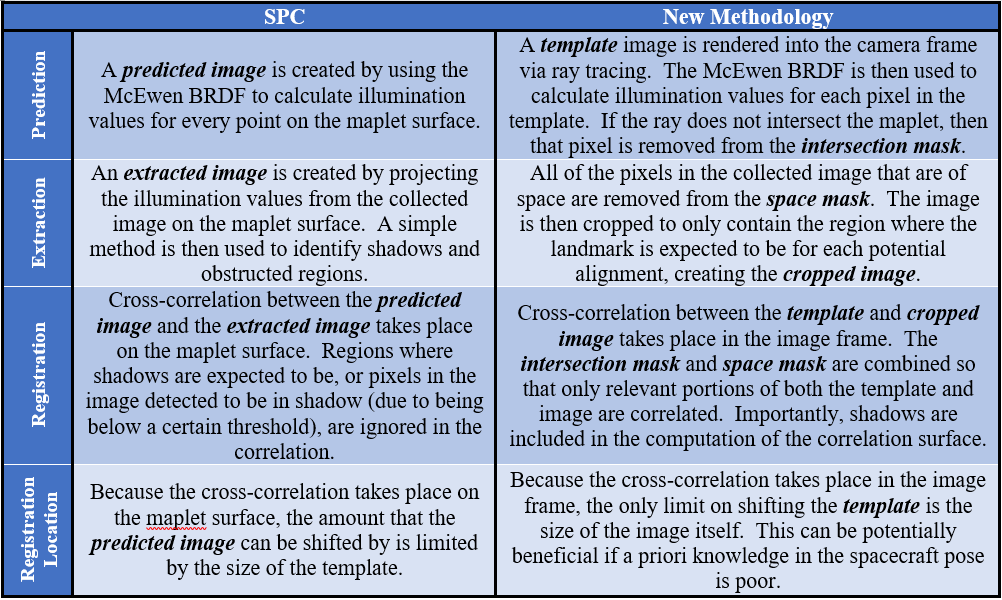 SPC
New Methodology
Prediction
A predicted image is created by using the
McEwen BRDF to calculate illumination
values for every point on the maplet surface.
A template image is rendered into the camera frame
via ray tracing. The McEwen BRDF is then used to
calculate illumination values for each pixel in the
template. If the ray does not intersect the maplet, then
that pixel is removed from the intersection mask.
Extraction
An extracted image is created by projecting
the illumination values from the collected
image on the maplet surface. A simple
method is then used to identify shadows and
obstructed regions.
All of the pixels in the collected image that are of
space are removed from the space mask. The image
is then cropped to only contain the region where the
landmark is expected to be for each potential
alignment, creating the cropped image.
Registration
Cross-correlation between the predicted
image and the extracted image takes place
on the maplet surface. Regions where
shadows are expected to be, or pixels in the
image detected to be in shadow (due to being
below a certain threshold), are ignored in the
correlation.
Cross-correlation between the template and cropped
image takes place in the image frame. The
intersection mask and space mask are combined so
that only relevant portions of both the template and
image are correlated. Importantly, shadows are
included in the computation of the correlation surface.
Registration
Location
Because the cross-correlation takes place on
the maplet surface, the amount that the
predicted image can be shifted by is limited
by the size of the template.
Because the cross-correlation takes place in the image
frame, the only limit on shifting the template is the
size of the image itself. This can be potentially
beneficial if a priori knowledge in the spacecraft pose
is poor.